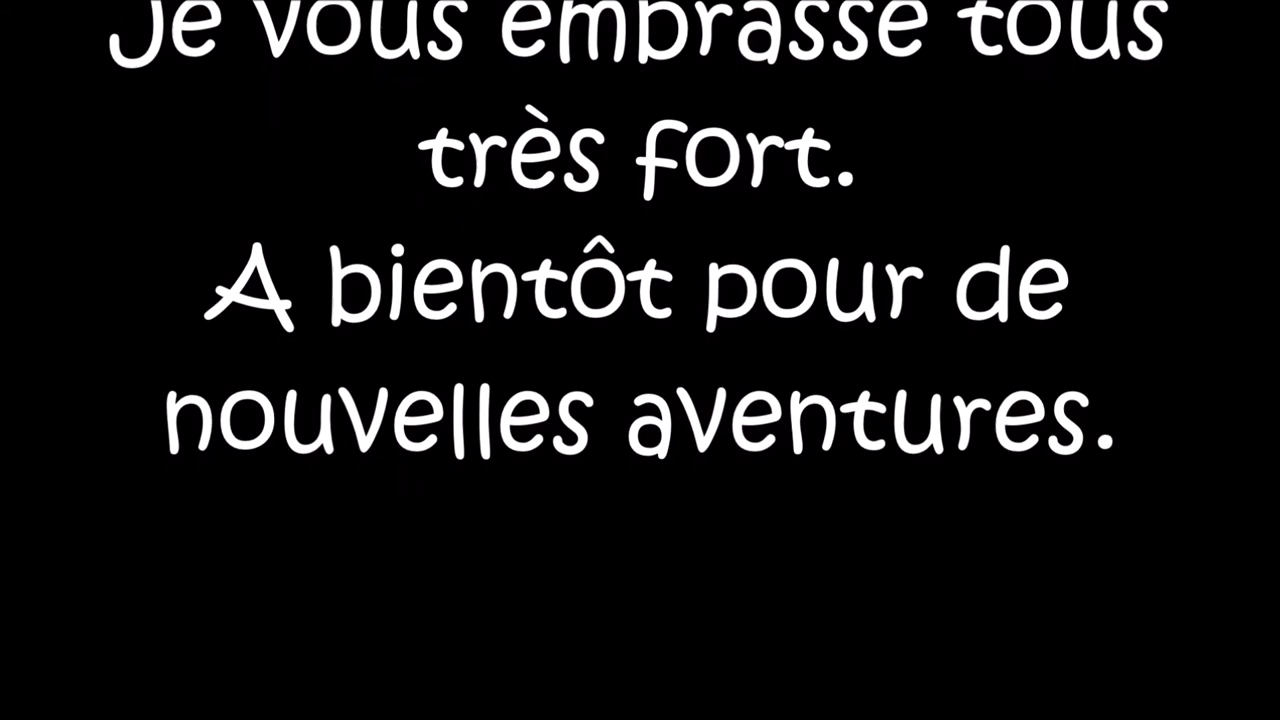 Je vous embrasse tous
très fort.
A bientôt pour de
nouvelles aventures.